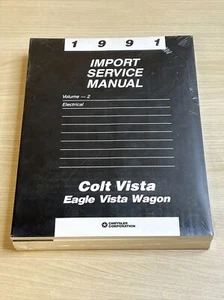 1991
IMPORT
SERVICE
MANUAL
Volume — 2
Electrical
Colt Vista
Eagle Vista Wagon
CHRYSLER
CORPORATION